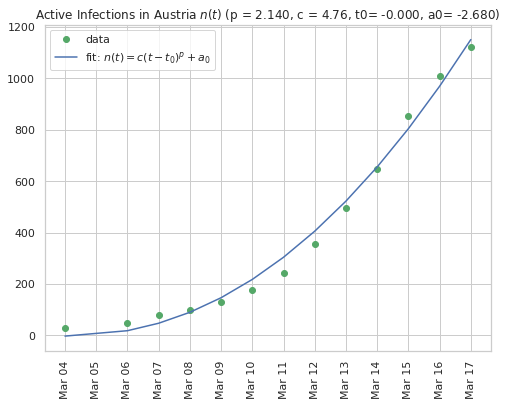 Active Infections in Austria n(t) (p = 2.140, c = 4.76, t0= -0.000, a0= -2.680)
data
fit: n(t) = c(t − t₀)ᵖ + a₀
1200
1000
800
600
400
200
0
Mar 04
Mar 05
Mar 06
Mar 07
Mar 08
Mar 09
Mar 10
Mar 11
Mar 12
Mar 13
Mar 14
Mar 15
Mar 16
Mar 17